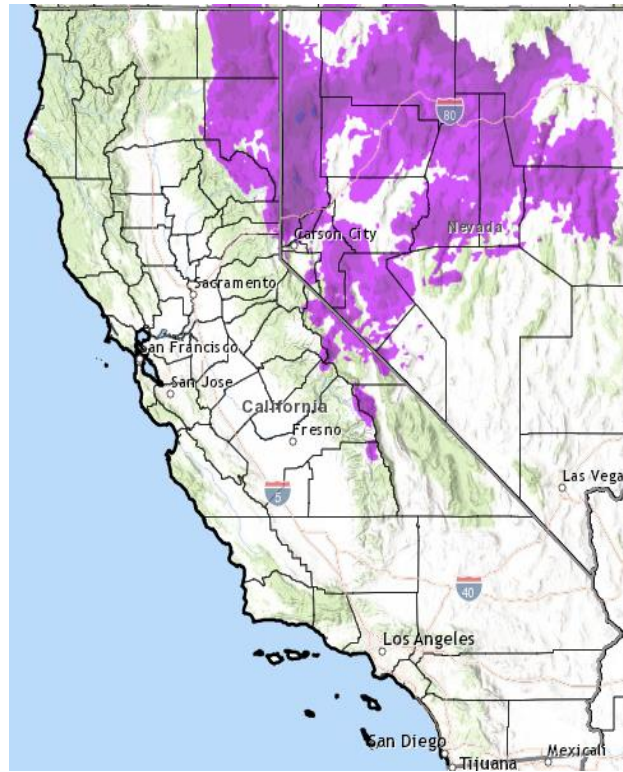 80
Carson City
Nevada
Sacramento
San Francisco
San Jose
California
Fresno
Las Vega
5
40
Los Angeles
San Diego
Tijuana
Mexicali